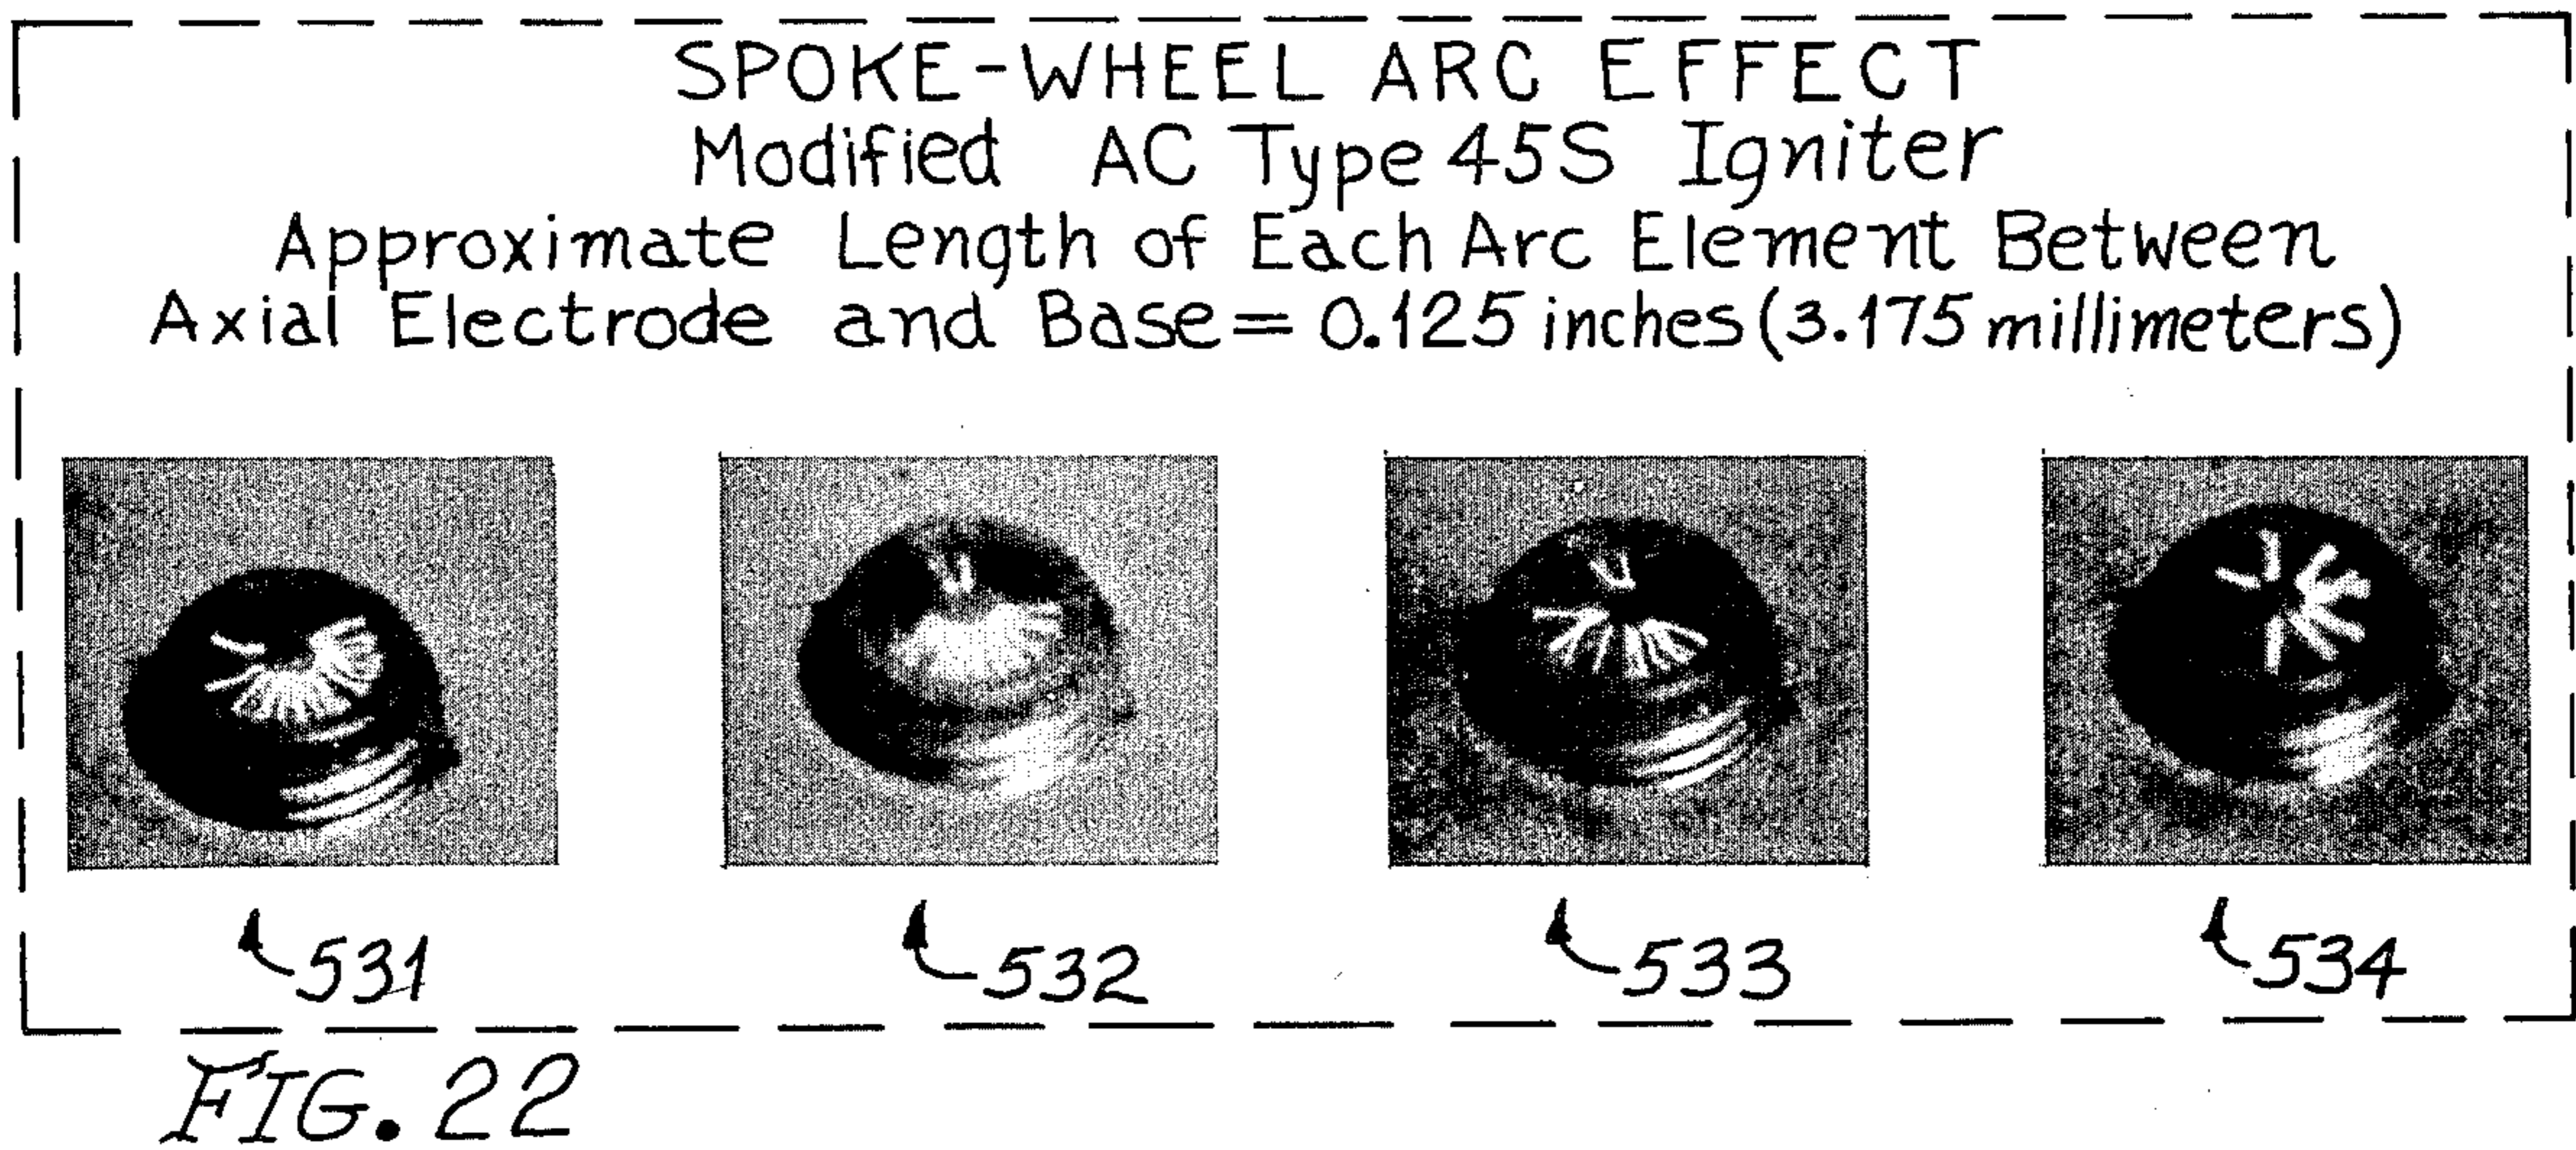 SPOKE-WHEEL ARC EFFECT
Modified AC Type 45S Igniter
Approximate Length of Each Arc Element Between
Axial Electrode and Base = 0.125 inches (3.175 millimeters)
531 532 533 534
FIG. 22